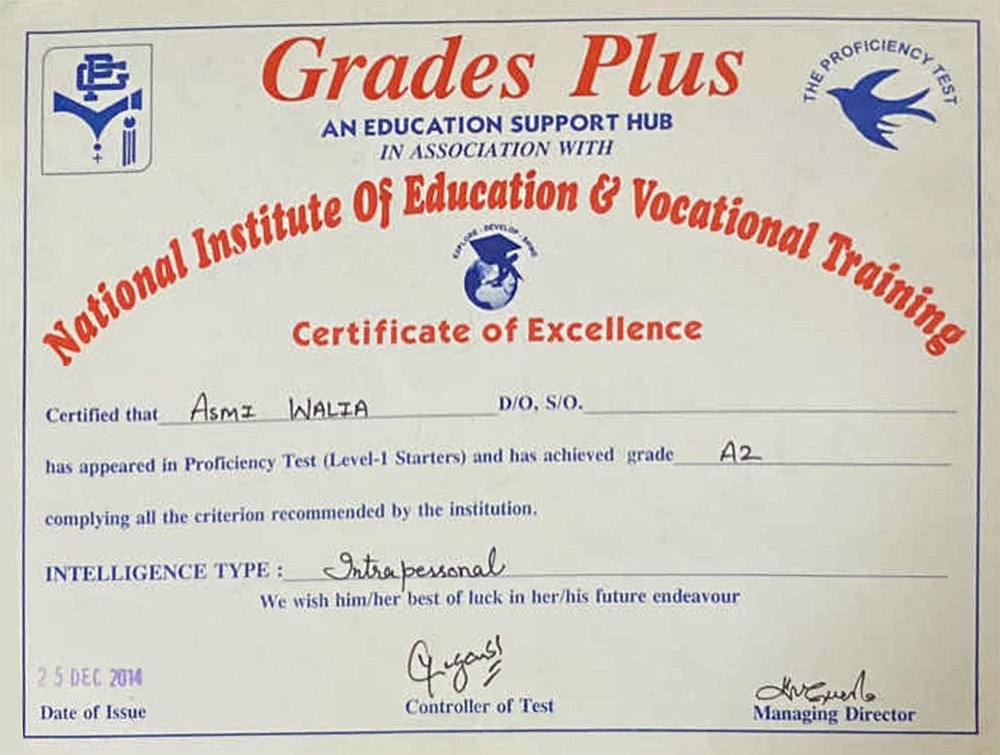 Grades Plus
THE PROFICIENCY TEST
AN EDUCATION SUPPORT HUB
IN ASSOCIATION WITH
National Institute Of Education & Vocational Training
EXPLORE - DEVELOP - SHINE
Certificate of Excellence
Certified that ASMI WALIA D/O, S/O.
has appeared in Proficiency Test (Level-1 Starters) and has achieved grade A2
complying all the criterion recommended by the institution.
INTELLIGENCE TYPE : Intrapersonal
We wish him/her best of luck in her/his future endeavour
25 DEC 2014
Date of Issue
Controller of Test
Managing Director